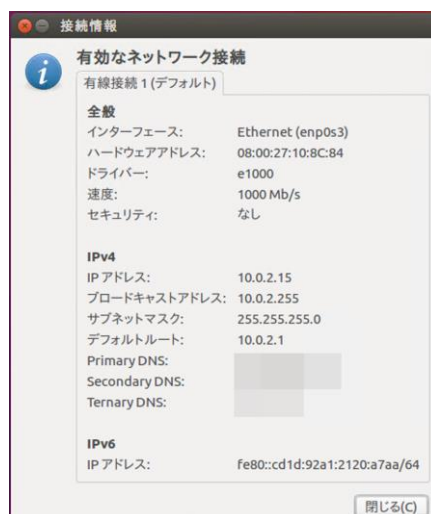 接続情報
有効なネットワーク接続
有線接続 1 (デフォルト)
全般
インターフェース: Ethernet (enp0s3)
ハードウェアアドレス: 08:00:27:10:8C:84
ドライバー: e1000
速度: 1000 Mb/s
セキュリティ: なし
IPv4
IP アドレス: 10.0.2.15
ブロードキャストアドレス: 10.0.2.255
サブネットマスク: 255.255.255.0
デフォルトルート: 10.0.2.1
Primary DNS:
Secondary DNS:
Ternary DNS:
IPv6
IP アドレス: fe80::cd1d:92a1:2120:a7aa/64
閉じる(C)